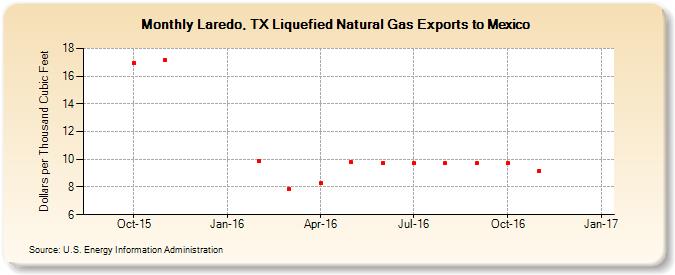 Monthly Laredo, TX Liquefied Natural Gas Exports to Mexico
Dollars per Thousand Cubic Feet
18
16
14
12
10
8
6
Oct-15 Jan-16 Apr-16 Jul-16 Oct-16 Jan-17
Source: U.S. Energy Information Administration